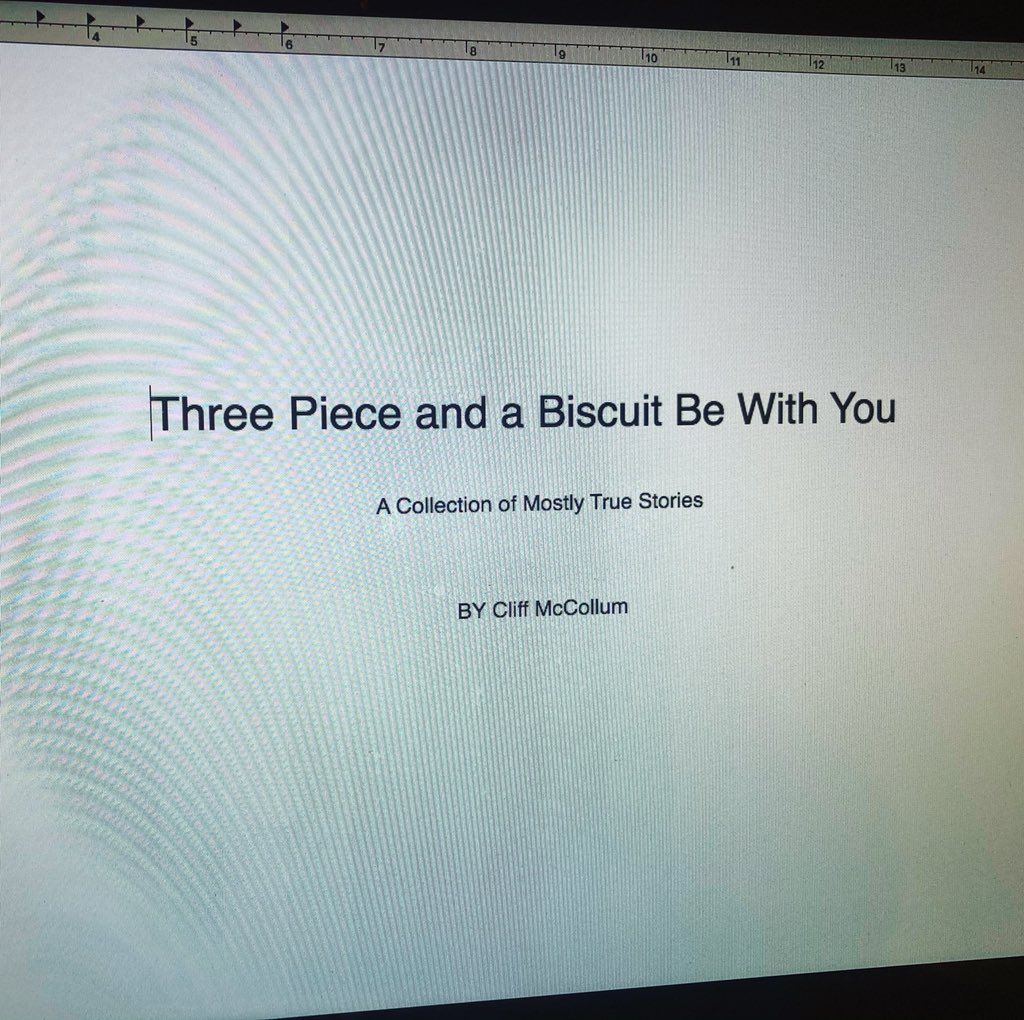 4 5 6 7 8 9 10 11 12 13 14
Three Piece and a Biscuit Be With You
A Collection of Mostly True Stories
BY Cliff McCollum